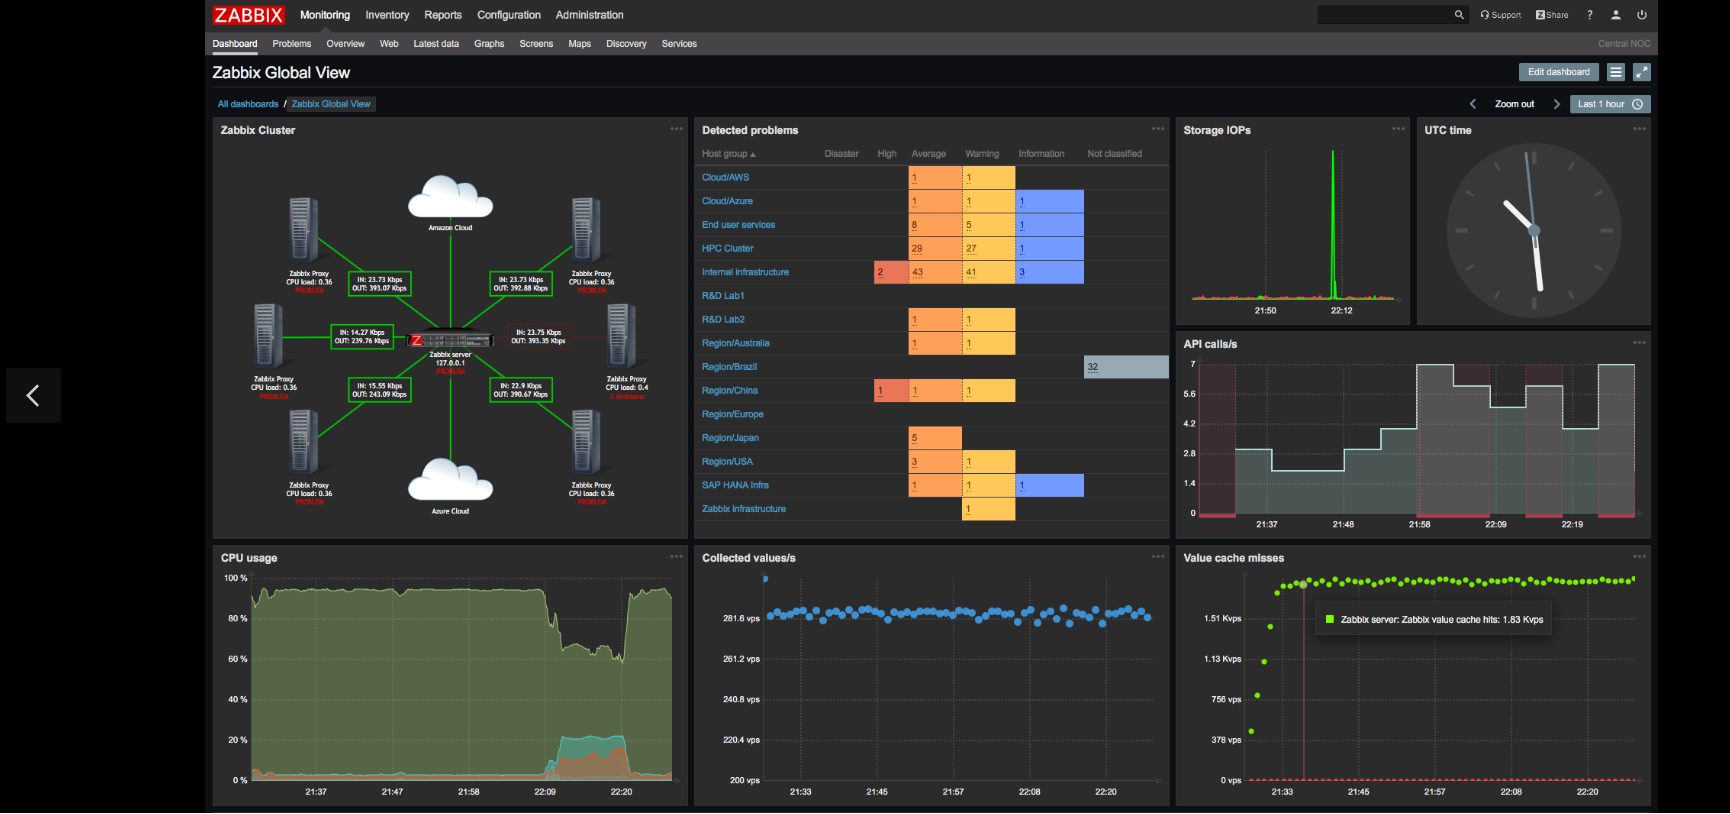 ZABBIX Monitoring Inventory Reports Configuration Administration Support Z Share ?
Dashboard Problems Overview Web Latest data Graphs Screens Maps Discovery Services Central NOC
Zabbix Global View Edit dashboard
All dashboards / Zabbix Global View Zoom out Last 1 hour
Zabbix Cluster
Amazon Cloud
Zabbix Proxy
CPU load: 0.36
PROBLEM
IN: 23.73 Kbps
OUT: 393.07 Kbps
IN: 23.73 Kbps
OUT: 392.88 Kbps
Zabbix Proxy
CPU load: 0.36
PROBLEM
IN: 14.27 Kbps
OUT: 239.76 Kbps
Z
Zabbix server
127.0.0.1
PROBLEM
IN: 23.75 Kbps
OUT: 393.35 Kbps
Zabbix Proxy
CPU load: 0.36
PROBLEM
IN: 15.55 Kbps
OUT: 243.09 Kbps
IN: 22.9 Kbps
OUT: 390.67 Kbps
Zabbix Proxy
CPU load: 0.4
2 Problems
Zabbix Proxy
CPU load: 0.36
PROBLEM
Azure Cloud
Zabbix Proxy
CPU load: 0.36
PROBLEM
Detected problems
Host group Disaster High Average Warning Information Not classified
Cloud/AWS 1 1
Cloud/Azure 1 1 1
End user services 8 5 1
HPC Cluster 29 27 1
Internal infrastructure 2 43 41 3
R&D Lab1
R&D Lab2 1 1
Region/Australia 1 1
Region/Brazil 32
Region/China 1 1 1
Region/Europe
Region/Japan 5
Region/USA 3 1
SAP HANA Infra 1 1 1
Zabbix infrastructure 1
Storage IOPs
21:50 22:12
UTC time
API calls/s
7
5.6
4.2
2.8
1.4
0
21:37 21:48 21:58 22:09 22:19
CPU usage
100 %
80 %
60 %
40 %
20 %
0 %
21:37 21:47 21:58 22:09 22:20
Collected values/s
281.6 vps
261.2 vps
240.8 vps
220.4 vps
200 vps
21:33 21:45 21:57 22:08 22:20
Value cache misses
1.51 Kvps
1.13 Kvps
756 vps
378 vps
0 vps
Zabbix server: Zabbix value cache hits: 1.83 Kvps
21:33 21:45 21:57 22:08 22:20